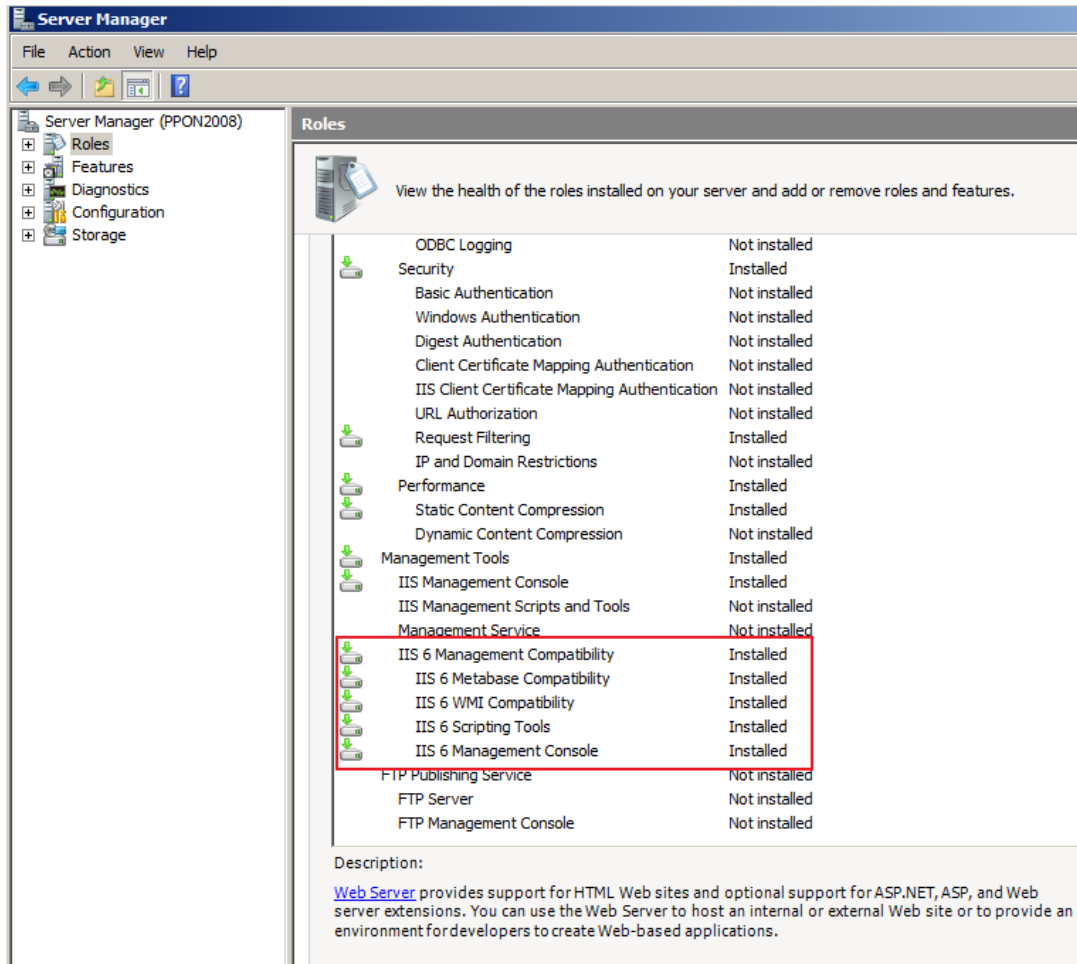 Server Manager
File Action View Help
Server Manager (PPON2008)
Roles
Features
Diagnostics
Configuration
Storage
Roles
View the health of the roles installed on your server and add or remove roles and features.
ODBC Logging Not installed
Security Installed
Basic Authentication Not installed
Windows Authentication Not installed
Digest Authentication Not installed
Client Certificate Mapping Authentication Not installed
IIS Client Certificate Mapping Authentication Not installed
URL Authorization Not installed
Request Filtering Installed
IP and Domain Restrictions Not installed
Performance Installed
Static Content Compression Installed
Dynamic Content Compression Not installed
Management Tools Installed
IIS Management Console Installed
IIS Management Scripts and Tools Not installed
Management Service Not installed
IIS 6 Management Compatibility Installed
IIS 6 Metabase Compatibility Installed
IIS 6 WMI Compatibility Installed
IIS 6 Scripting Tools Installed
IIS 6 Management Console Installed
FTP Publishing Service Not installed
FTP Server Not installed
FTP Management Console Not installed
Description:
Web Server provides support for HTML Web sites and optional support for ASP.NET, ASP, and Web
server extensions. You can use the Web Server to host an internal or external Web site or to provide an
environment for developers to create Web-based applications.